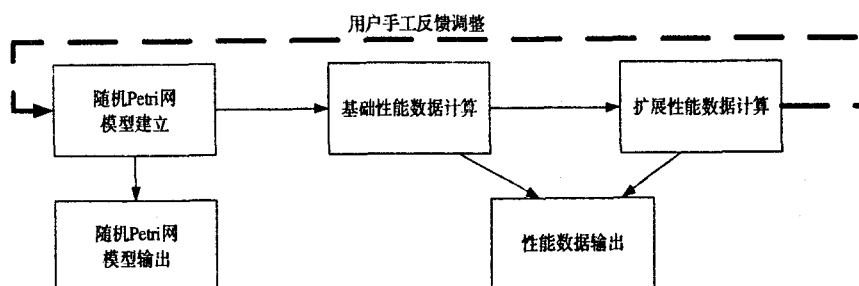 用户手工反馈调整
随机Petri网
模型建立
基础性能数据计算
扩展性能数据计算
随机Petri网
模型输出
性能数据输出